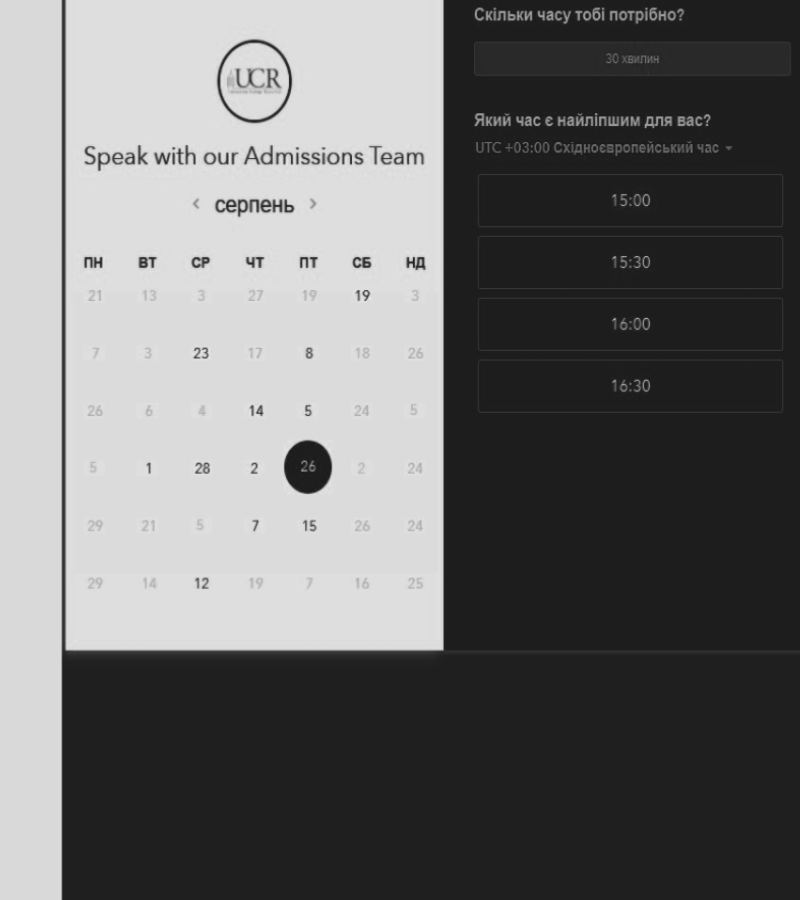 UCR
Speak with our Admissions Team
серпень
ПН ВТ СР ЧТ ПТ СБ НД
21 13 3 27 19 19 3
7 3 23 17 8 18 26
26 6 4 14 5 24 5
5 1 28 2 26 2 24
29 21 5 7 15 26 24
29 14 12 19 7 16 25
Скільки часу тобі потрібно?
30 хвилин
Який час є найліпшим для вас?
UTC +03:00 Східноєвропейський час
15:00
15:30
16:00
16:30